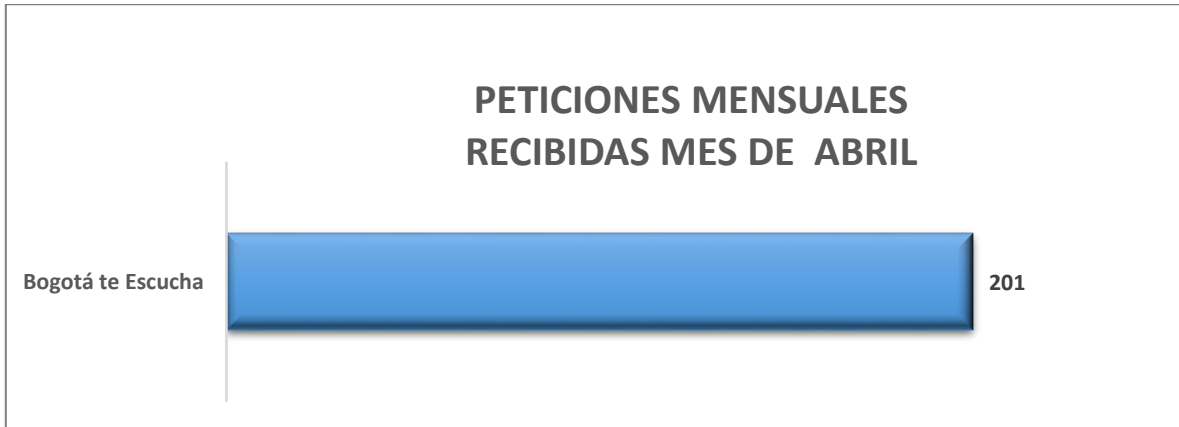 PETICIONES MENSUALES
RECIBIDAS MES DE ABRIL
Bogotá te Escucha
201